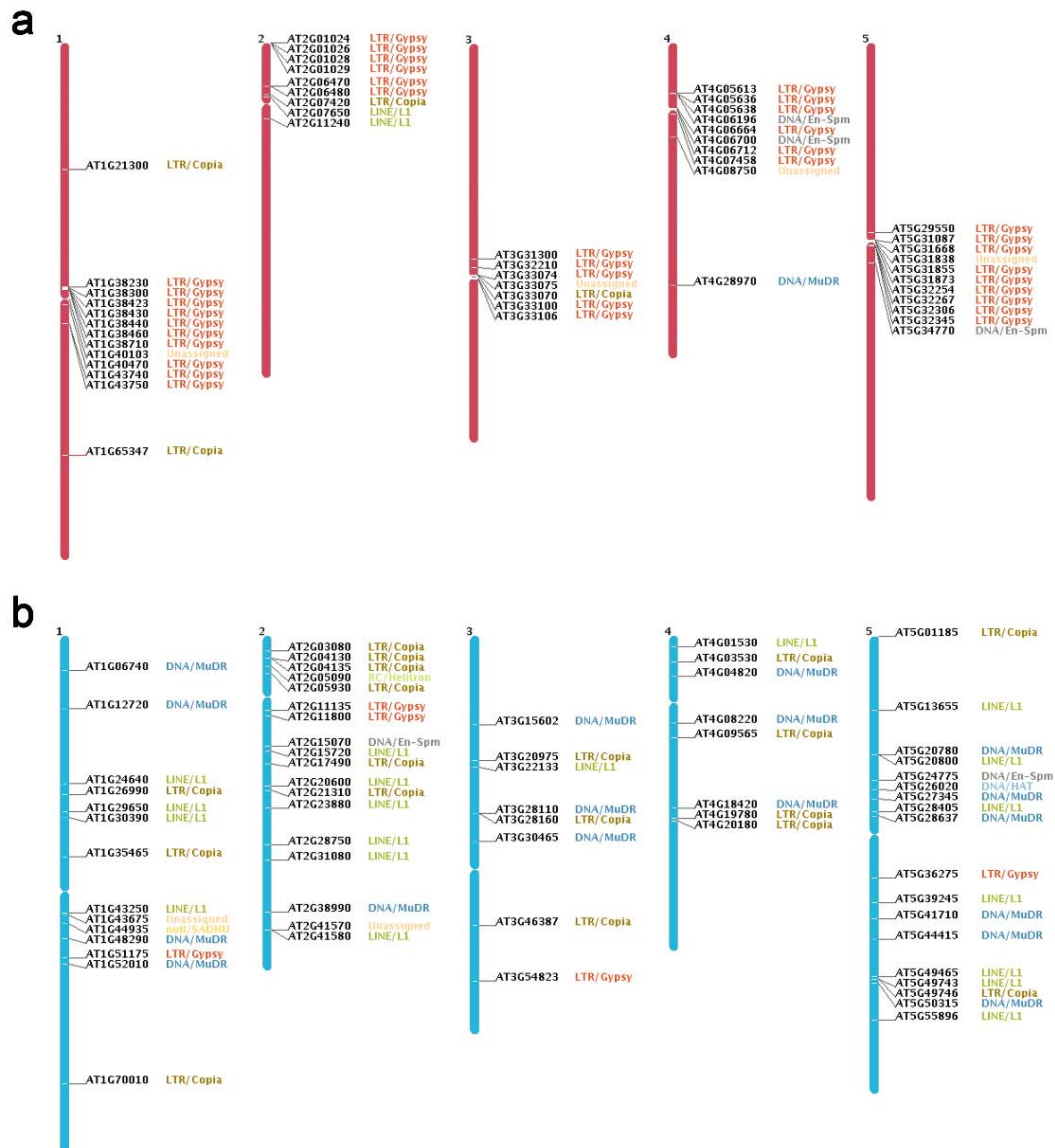 a
1
AT1G21300 LTR/Copia
AT1G38230 LTR/Gypsy
AT1G38300 LTR/Gypsy
AT1G38423 LTR/Gypsy
AT1G38430 LTR/Gypsy
AT1G38440 LTR/Gypsy
AT1G38460 LTR/Gypsy
AT1G38710 LTR/Gypsy
AT1G40103 Unassigned
AT1G40470 LTR/Gypsy
AT1G43740 LTR/Gypsy
AT1G43750 LTR/Gypsy
AT1G65347 LTR/Copia
2
AT2G01024 LTR/Gypsy
AT2G01026 LTR/Gypsy
AT2G01028 LTR/Gypsy
AT2G01029 LTR/Gypsy
AT2G06470 LTR/Gypsy
AT2G06480 LTR/Gypsy
AT2G07420 LTR/Copia
AT2G07650 LINE/L1
AT2G11240 LINE/L1
3
AT3G31300 LTR/Gypsy
AT3G32210 LTR/Gypsy
AT3G33074 LTR/Gypsy
AT3G33075 Unassigned
AT3G33070 LTR/Copia
AT3G33100 LTR/Gypsy
AT3G33106 LTR/Gypsy
4
AT4G05613 LTR/Gypsy
AT4G05636 LTR/Gypsy
AT4G05638 LTR/Gypsy
AT4G06196 DNA/En-Spm
AT4G06664 LTR/Gypsy
AT4G06700 DNA/En-Spm
AT4G06712 LTR/Gypsy
AT4G07458 LTR/Gypsy
AT4G08750 Unassigned
AT4G28970 DNA/MuDR
5
AT5G29550 LTR/Gypsy
AT5G31087 LTR/Gypsy
AT5G31668 LTR/Gypsy
AT5G31838 Unassigned
AT5G31855 LTR/Gypsy
AT5G31873 LTR/Gypsy
AT5G32254 LTR/Gypsy
AT5G32267 LTR/Gypsy
AT5G32306 LTR/Gypsy
AT5G32345 LTR/Gypsy
AT5G34770 DNA/En-Spm
b
1
AT1G06740 DNA/MuDR
AT1G12720 DNA/MuDR
AT1G24640 LINE/L1
AT1G26990 LTR/Copia
AT1G29650 LINE/L1
AT1G30390 LINE/L1
AT1G35465 LTR/Copia
AT1G43250 LINE/L1
AT1G43675 Unassigned
AT1G44935 null/SADHU
AT1G48290 DNA/MuDR
AT1G51175 LTR/Gypsy
AT1G52010 DNA/MuDR
AT1G70010 LTR/Copia
2
AT2G03080 LTR/Copia
AT2G04130 LTR/Copia
AT2G04135 LTR/Copia
AT2G05090 RC/Helitron
AT2G05930 LTR/Copia
AT2G11135 LTR/Gypsy
AT2G11800 LTR/Gypsy
AT2G15070 DNA/En-Spm
AT2G15720 LINE/L1
AT2G17490 LTR/Copia
AT2G20600 LINE/L1
AT2G21310 LTR/Copia
AT2G23880 LINE/L1
AT2G28750 LINE/L1
AT2G31080 LINE/L1
AT2G38990 DNA/MuDR
AT2G41570 Unassigned
AT2G41580 LINE/L1
3
AT3G15602 DNA/MuDR
AT3G20975 LTR/Copia
AT3G22133 LINE/L1
AT3G28110 DNA/MuDR
AT3G28160 LTR/Copia
AT3G30465 DNA/MuDR
AT3G46387 LTR/Copia
AT3G54823 LTR/Gypsy
4
AT4G01530 LINE/L1
AT4G03530 LTR/Copia
AT4G04820 DNA/MuDR
AT4G08220 DNA/MuDR
AT4G09565 LTR/Copia
AT4G18420 DNA/MuDR
AT4G19780 LTR/Copia
AT4G20180 LTR/Copia
5
AT5G01185 LTR/Copia
AT5G13655 LINE/L1
AT5G20780 DNA/MuDR
AT5G20800 LINE/L1
AT5G24775 DNA/En-Spm
AT5G26020 DNA/HAT
AT5G27345 DNA/MuDR
AT5G28405 LINE/L1
AT5G28637 DNA/MuDR
AT5G36275 LTR/Gypsy
AT5G39245 LINE/L1
AT5G41710 DNA/MuDR
AT5G44415 DNA/MuDR
AT5G49465 LINE/L1
AT5G49743 LINE/L1
AT5G49746 LTR/Copia
AT5G50315 DNA/MuDR
AT5G55896 LINE/L1